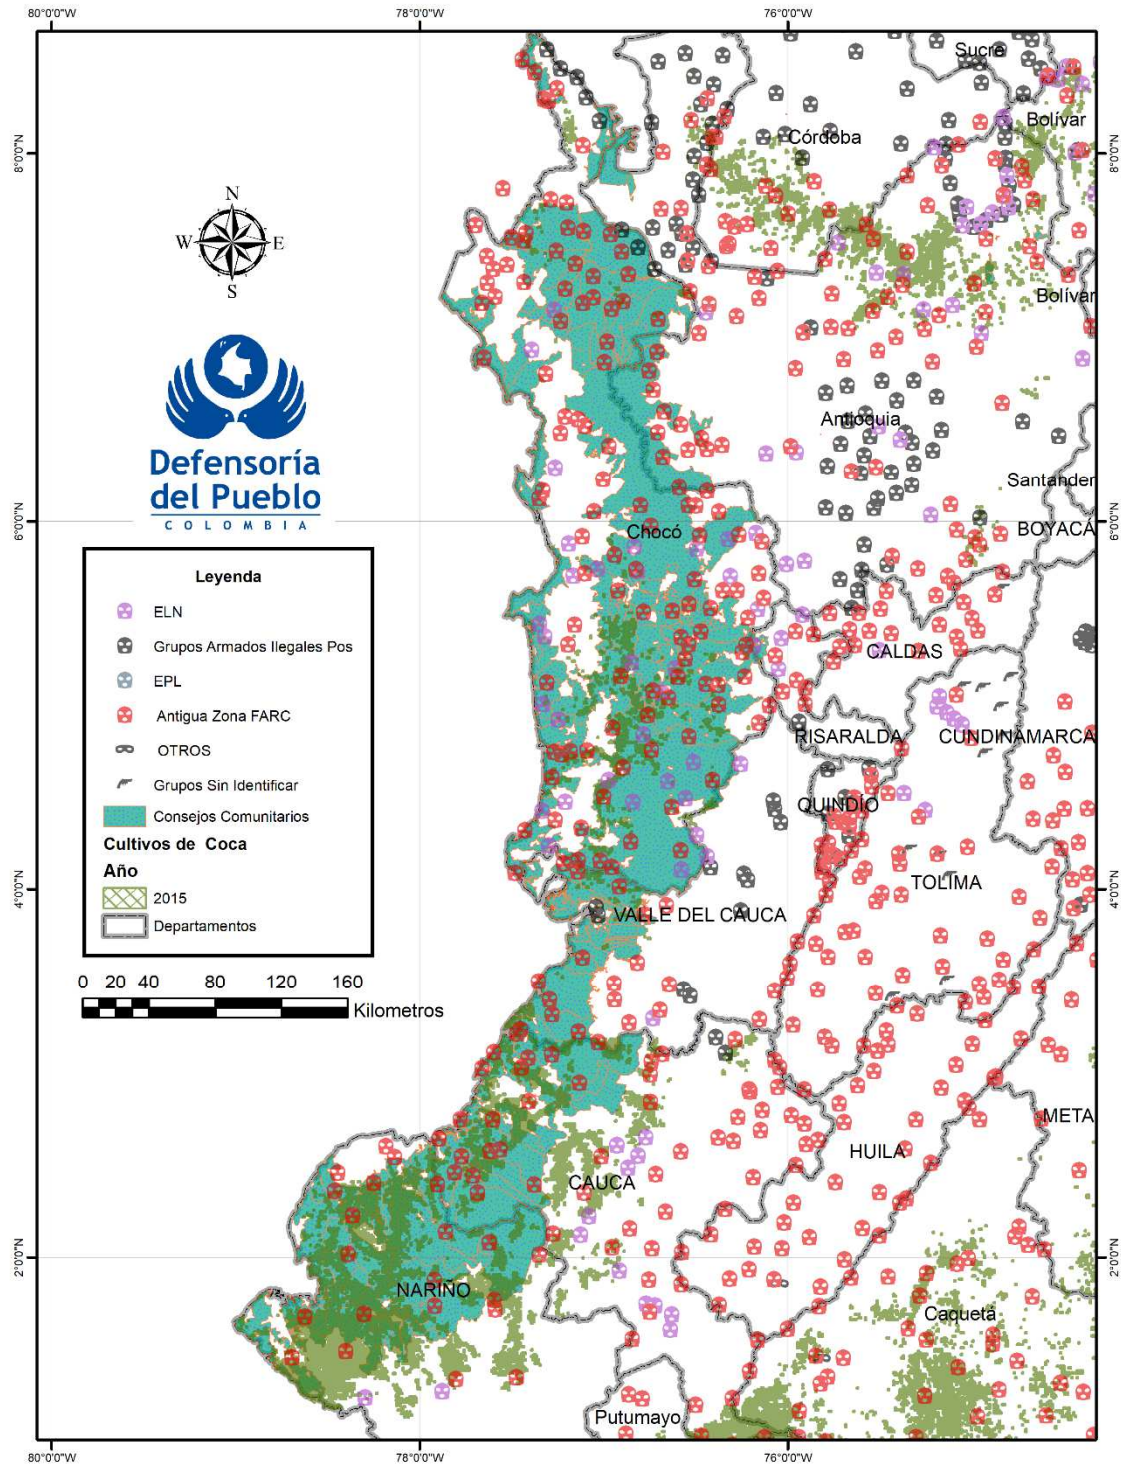 80°0'0"W
78°0'0"W
76°0'0"W
Sucre
Bolívar
Córdoba
8°0'0"N
8°0'0"N
N
W
E
S
Bolívar
Defensoría
del Pueblo
COLOMBIA
Antioquia
Santander
BOYACÁ
Chocó
6°0'0"N
6°0'0"N
Leyenda
ELN
Grupos Armados Ilegales Pos
EPL
Antigua Zona FARC
OTROS
Grupos Sin Identificar
Consejos Comunitarios
Cultivos de Coca
Año
2015
Departamentos
CALDAS
RISARALDA
CUNDINAMARCA
QUINDÍO
TOLIMA
4°0'0"N
4°0'0"N
VALLE DEL CAUCA
0 10 20 40 80 120 160
Kilometros
META
HUILA
CAUCA
2°0'0"N
2°0'0"N
NARIÑO
Caquetá
Putumayo
80°0'0"W
78°0'0"W
76°0'0"W